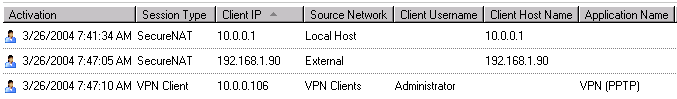 Activation Session Type Client IP Source Network Client Username Client Host Name Application Name
3/26/2004 7:41:34 AM SecureNAT 10.0.0.1 Local Host 10.0.0.1
3/26/2004 7:47:05 AM SecureNAT 192.168.1.90 External 192.168.1.90
3/26/2004 7:47:10 AM VPN Client 10.0.0.106 VPN Clients Administrator VPN (PPTP)